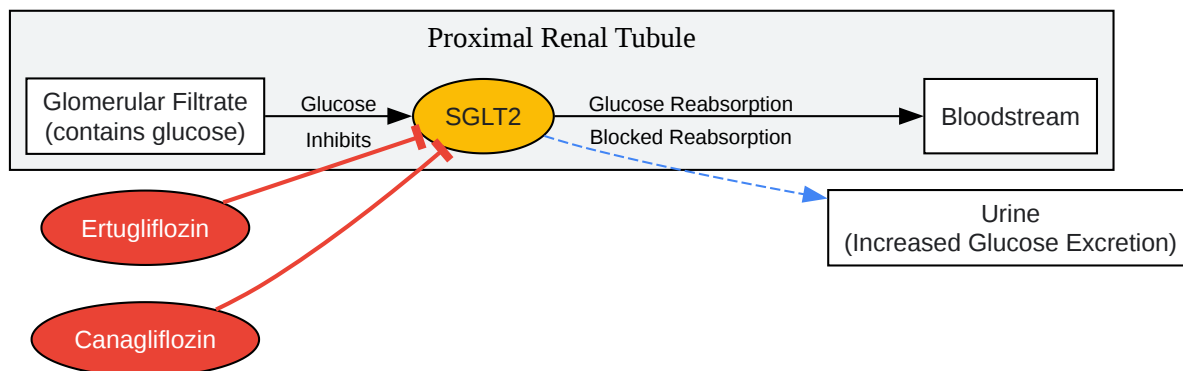 Proximal Renal Tubule
Glomerular Filtrate
(contains glucose)
Glucose
Inhibits
SGLT2
Glucose Reabsorption
Blocked Reabsorption
Bloodstream
Ertugliflozin
Urine
(Increased Glucose Excretion)
Canagliflozin